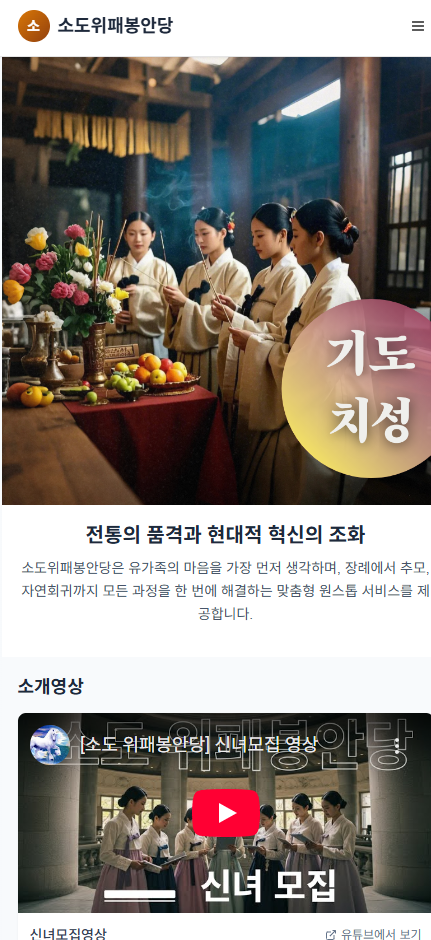 소
소도위패봉안당
기도
치성
전통의 품격과 현대적 혁신의 조화
소도위패봉안당은 유가족의 마음을 가장 먼저 생각하며, 장례에서 추모,
자연회귀까지 모든 과정을 한 번에 해결하는 맞춤형 원스톱 서비스를 제
공합니다.
소개영상
소도 위패봉안당
[소도 위패봉안당] 신녀모집 영상
신녀 모집
신녀모집영상
유튜브에서 보기